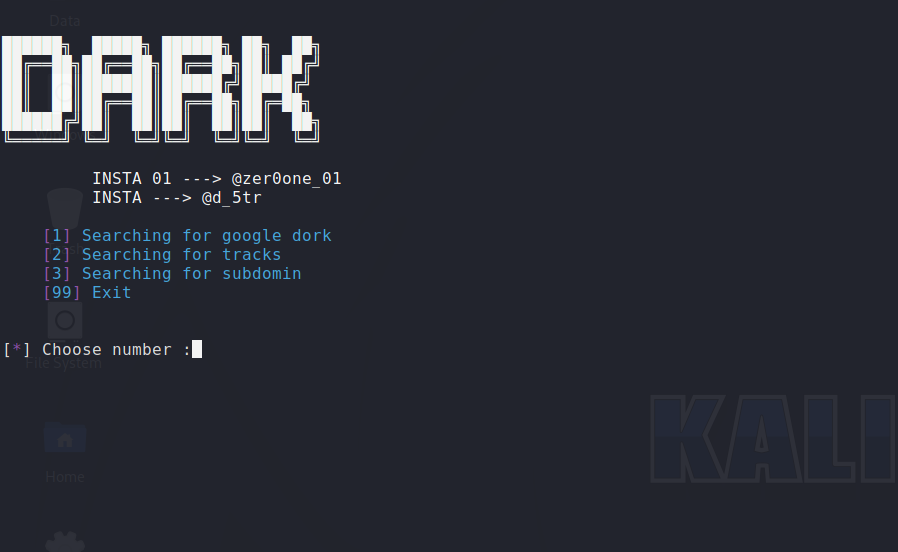 Data
DARK
INSTA 01 ---> @zer0one_01
INSTA ---> @d_5tr
[1] Searching for google dork
[2] Searching for tracks
[3] Searching for subdomin
[99] Exit
[*] Choose number :
File System
KALI
Home